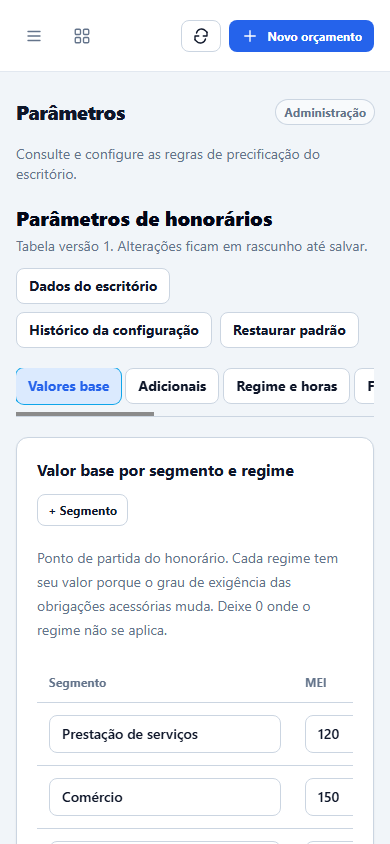 Novo orçamento
Parâmetros
Administração
Consulte e configure as regras de precificação do
escritório.
Parâmetros de honorários
Tabela versão 1. Alterações ficam em rascunho até salvar.
Dados do escritório
Histórico da configuração
Restaurar padrão
Valores base
Adicionais
Regime e horas
F
Valor base por segmento e regime
+ Segmento
Ponto de partida do honorário. Cada regime tem
seu valor porque o grau de exigência das
obrigações acessórias muda. Deixe 0 onde o
regime não se aplica.
Segmento MEI
Prestação de serviços 120
Comércio 150